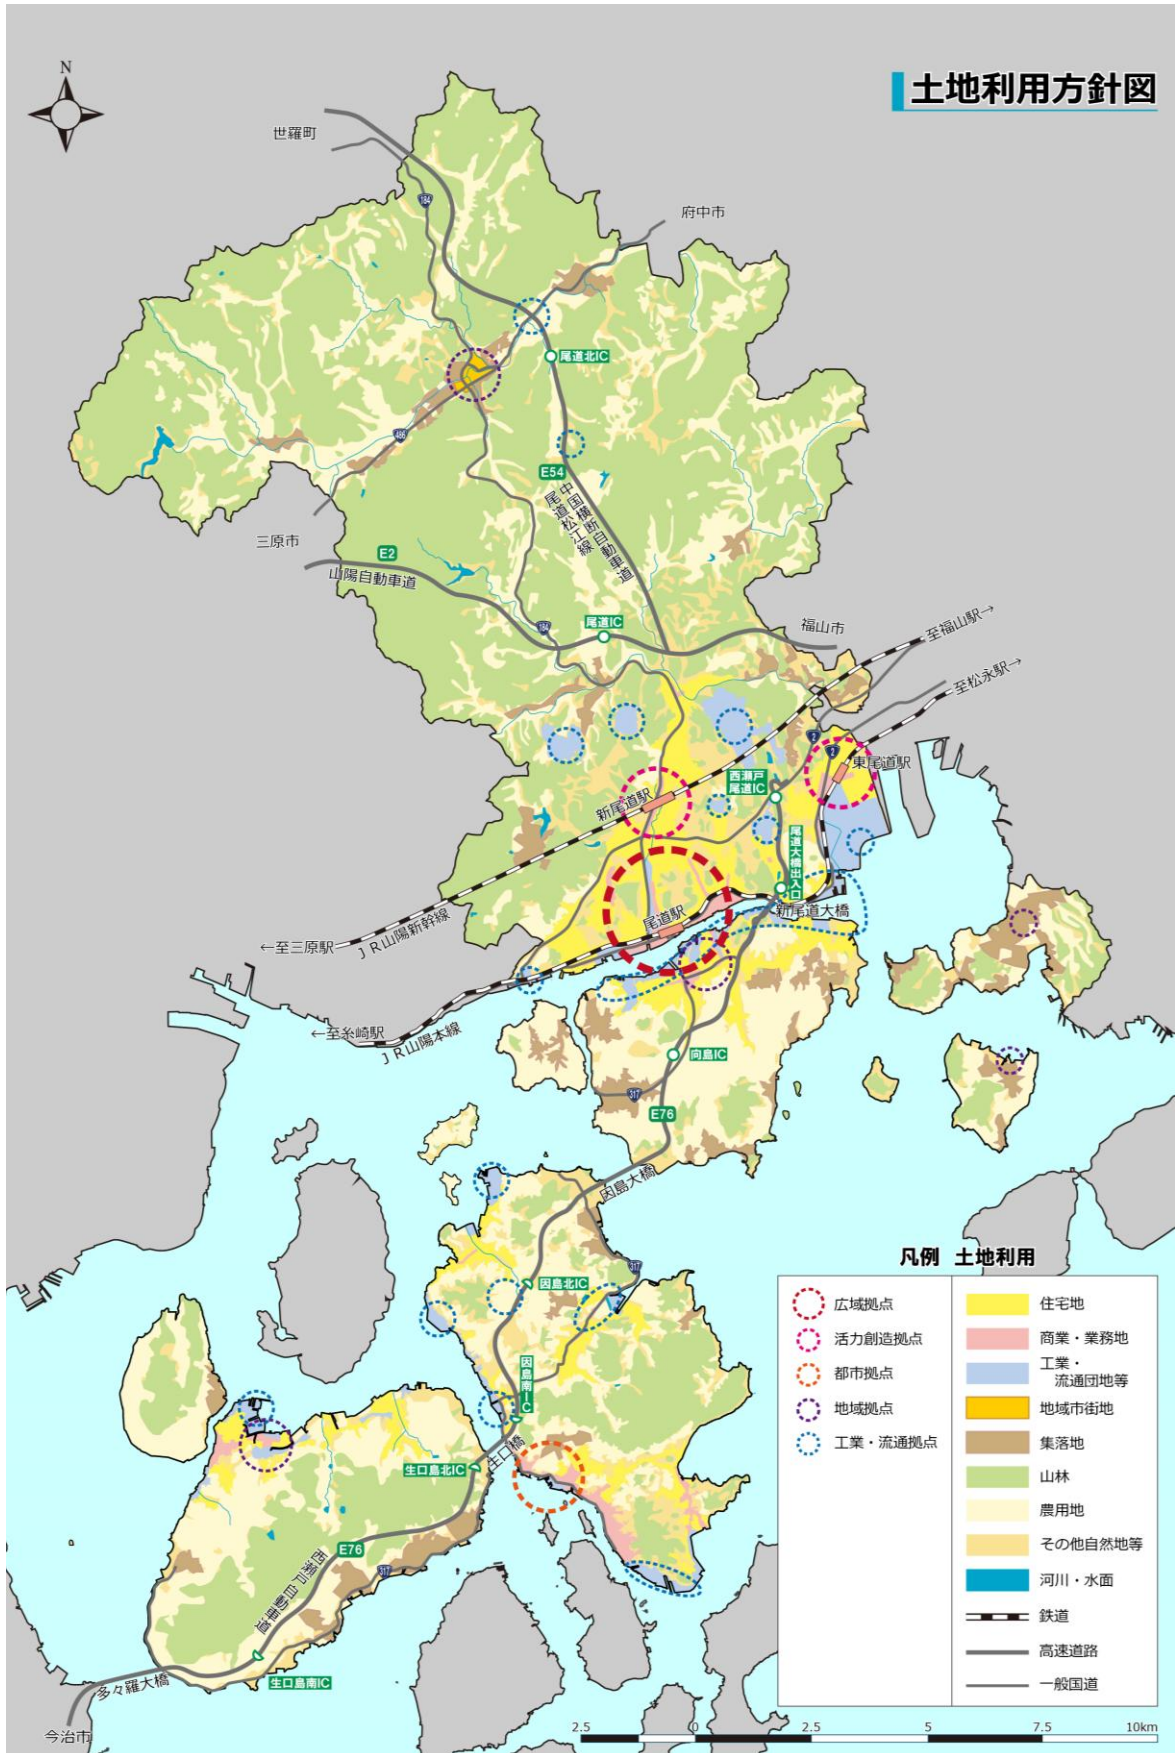 土地利用方針図
N
世羅町
184
府中市
尾道北IC
486
E54
中国横断自動車道
尾道松江線
三原市
E2
山陽自動車道
184
尾道IC
福山市
至福山駅→
至松永駅→
2
2
東尾道駅
西瀬戸
尾道IC
新尾道駅
尾道大橋出入口
新尾道大橋
尾道駅
←至三原駅
JR山陽新幹線
←至糸崎駅
JR山陽本線
向島IC
317
E76
因島大橋
317
因島北IC
因島南IC
生口橋
生口島北IC
E76
317
西瀬戸自動車道
生口島南IC
多々羅大橋
今治市
凡例 土地利用
広域拠点
活力創造拠点
都市拠点
地域拠点
工業・流通拠点
住宅地
商業・業務地
工業・
流通団地等
地域市街地
集落地
山林
農用地
その他自然地等
河川・水面
鉄道
高速道路
一般国道
2.5 0 2.5 5 7.5 10km